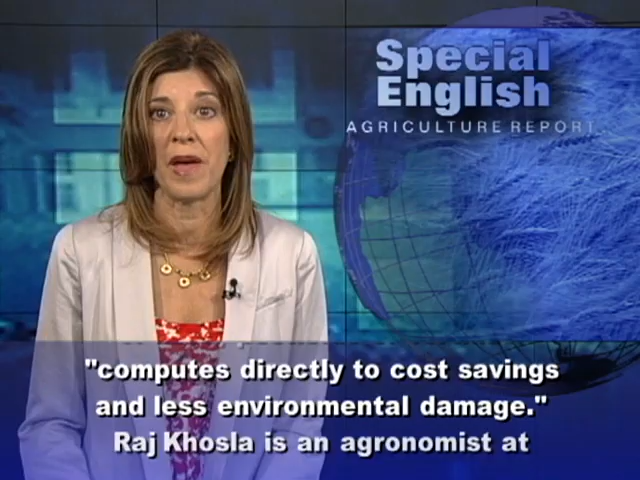 Special
English
AGRICULTURE REPORT
"computes directly to cost savings
and less environmental damage."
Raj Khosla is an agronomist at